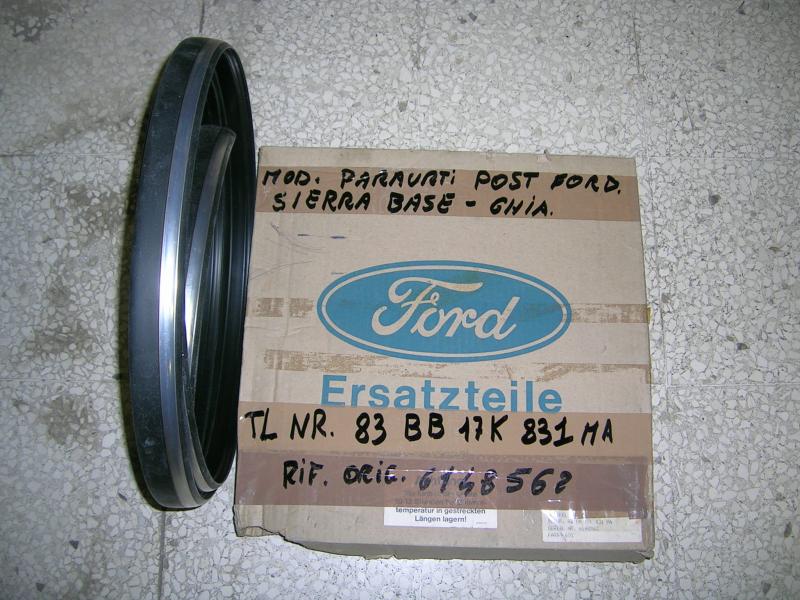 MOD. PARAURTI POST FORD.
SIERRA BASE - GHIA.
Ford
Ersatzteile
TL NR. 83 BB 17K 831 MA
RIF. ORIG. 6148562
temperatur in gestreckten
Längen lagern!